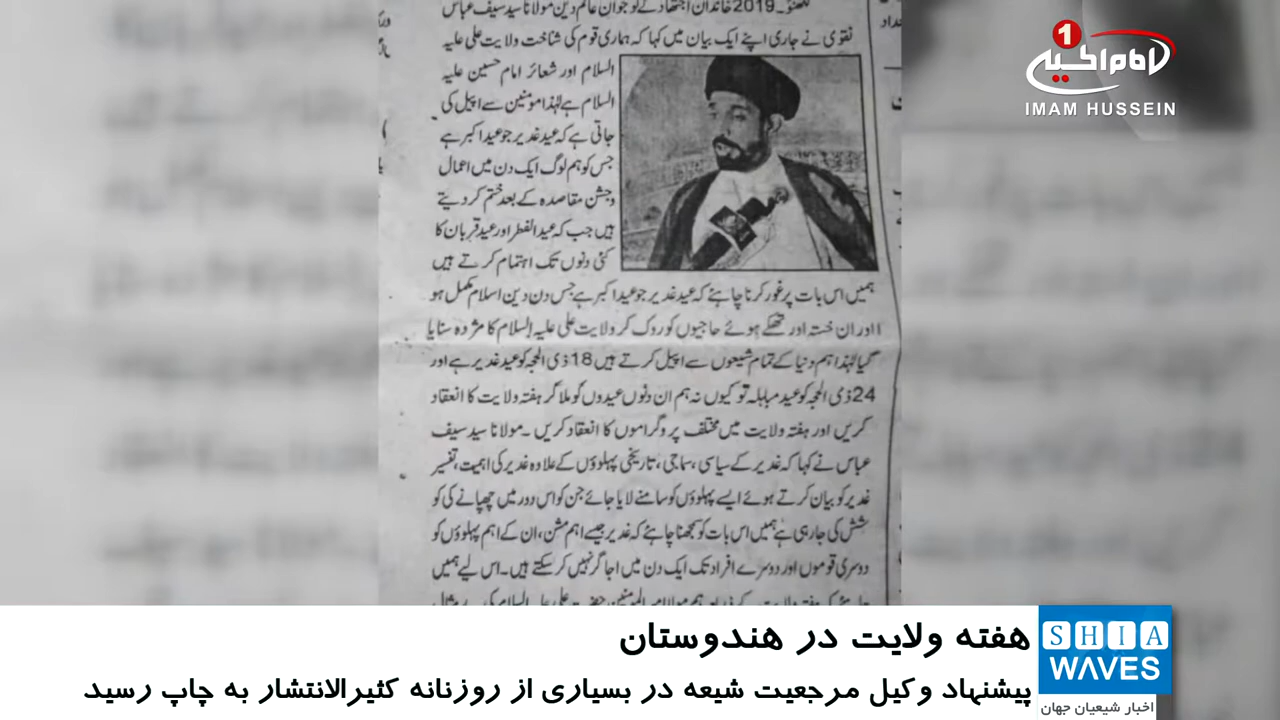 لکھنؤ۔ 2019 خاندان اجتہاد کے نوجوان عالم دین مولانا سید سیف عباس
نقوی نے جاری اپنے ایک بیان میں کہا کہ ہماری قوم کی شناخت ولایت علی علیہ
السلام اور شعائر امام حسین علیہ
السلام ہے لہٰذا مومنین سے اپیل کی
جاتی ہے کہ عید غدیر جو عید اکبر ہے
جس کو ہم لوگ ایک دن میں اعمال
و جشن مقاصدہ کے بعد ختم کر دیتے
ہیں جب کہ عید الفطر اور عید قربان کا
کئی دنوں تک اہتمام کرتے ہیں
ہمیں اس بات پر غور کرنا چاہئے کہ عید غدیر جو عید اکبر ہے جس دن دین اسلام مکمل ہو
ا اور ان خستہ اور تھکے ہوئے حاجیوں کو روک کر ولایت علی علیہ السلام کا مژدہ سنایا
گیا لہٰذا ہم دنیا کے تمام شیعوں سے اپیل کرتے ہیں 18 ذی الحجہ کو عید غدیر ہے اور
24 ذی الحجہ کو عید مباہلہ تو کیوں نہ ہم ان دونوں عیدوں کو ملا کر ہفتہ ولایت کا انعقاد
کریں اور ہفتہ ولایت میں مختلف پروگراموں کا انعقاد کریں۔ مولانا سید سیف
عباس نے کہا کہ غدیر کے سیاسی، سماجی، تاریخی پہلوؤں کے علاوہ غدیر کی اہمیت، تفسیر
غدیر کو بیان کرتے ہوئے ایسے پہلوؤں کو سامنے لایا جائے جن کو اس دور میں چھپانے کی کو
شش کی جا رہی ہے ہمیں اس بات کو سمجھنا چاہئے کہ غدیر جیسے اہم مشن، ان کے اہم پہلوؤں کو
دوسری قوموں اور دوسرے افراد تک ایک دن میں اجاگر نہیں کر سکتے ہیں۔ اس لیے ہمیں
امام حسین 1
IMAM HUSSEIN
هفته ولایت در هندوستان
پیشنهاد وکیل مرجعیت شیعه در بسیاری از روزنانه کثیرالانتشار به چاپ رسید
SHIA
WAVES
اخبار شیعیان جهان